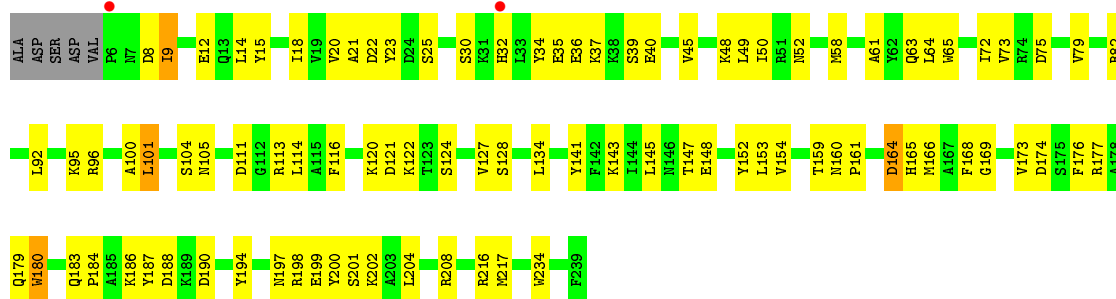 ALA ASP SER ASP VAL P6 N7 D8 I9 E12 Q13 L14 Y15 I18 V19 V20 A21 D22 Y23 D24 S25 S30 K31 H32 L33 Y34 E35 E36 K37 K38 S39 E40 V45 K48 L49 I50 R51 N52 M58 A61 Y62 Q63 L64 W65 I72 V73 R74 D75 V79
L92 K95 R96 A100 L101 S104 N105 D111 G112 R113 L114 A115 F116 K120 D121 K122 T123 S124 V127 S128 L134 Y141 F142 K143 I144 L145 N146 T147 E148 Y152 L153 V154 T159 N160 P161 D164 H165 M166 A167 F168 G169 V173 D174 S175 F176 R177
Q179 W180 Q183 P184 A185 K186 Y187 D188 K189 D190 Y194 N197 R198 E199 Y200 S201 K202 A203 L204 R208 R216 M217 W234 F239